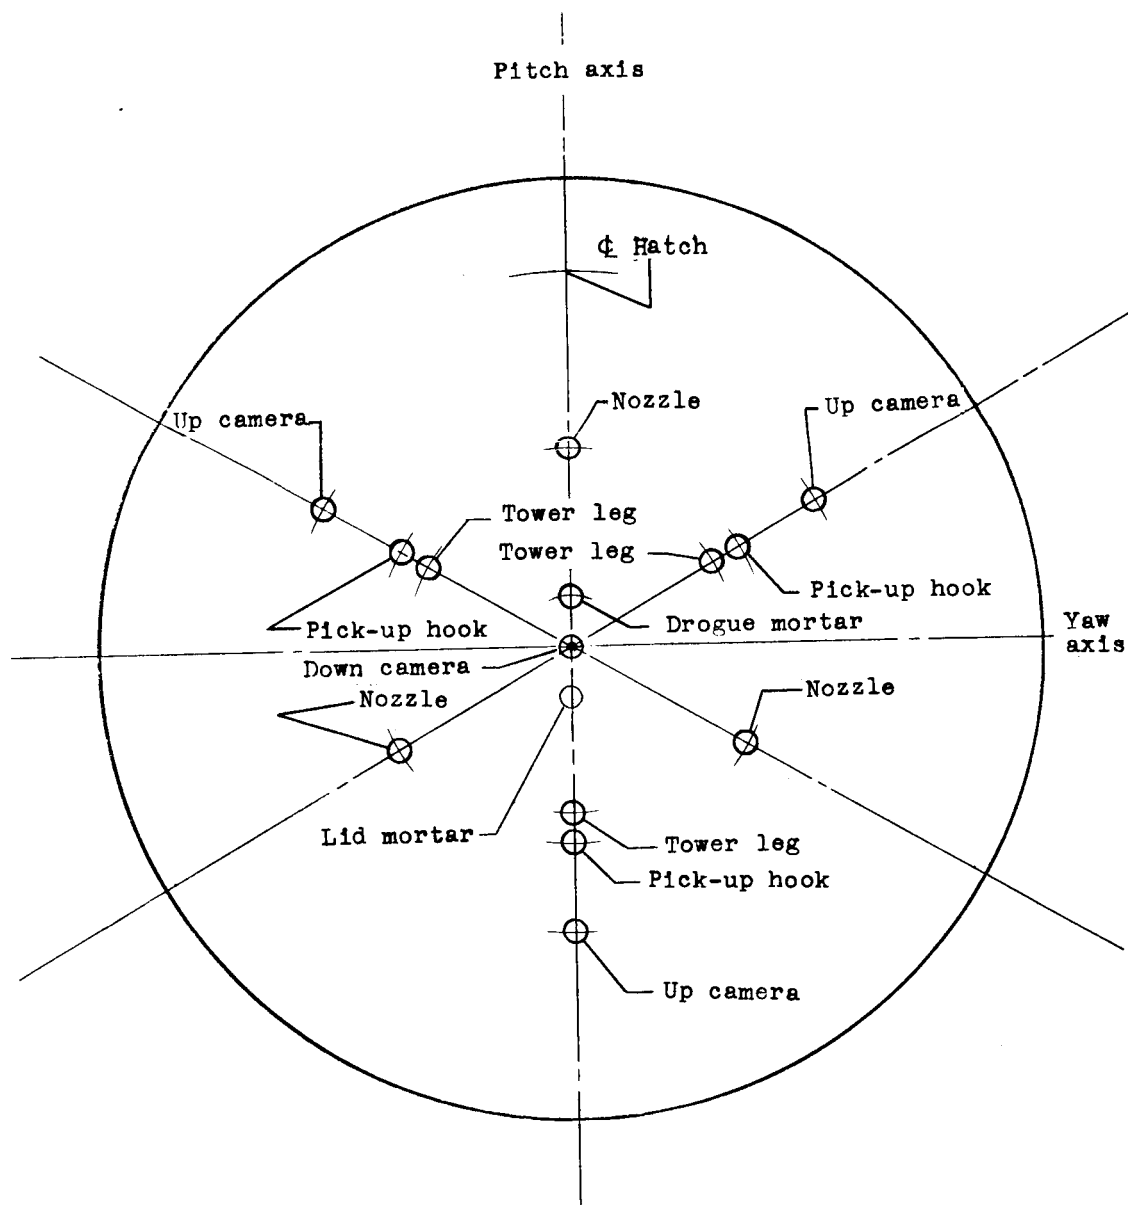 Pitch axis
℄ Hatch
Nozzle
Up camera
Up camera
Tower leg
Tower leg
Pick-up hook
Drogue mortar
Pick-up hook
Yaw
axis
Down camera
Nozzle
Nozzle
Lid mortar
Tower leg
Pick-up hook
Up camera